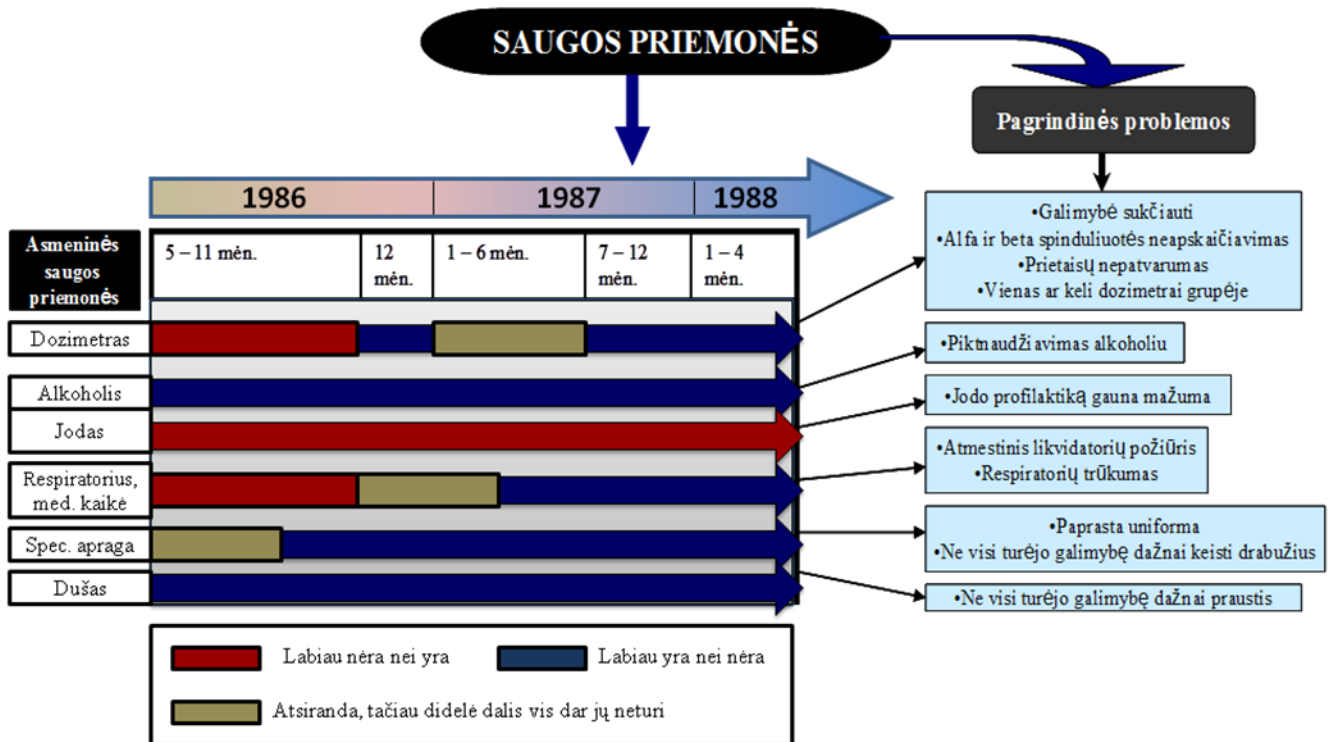 SAUGOS PRIEMONĖS
Pagrindinės problemos
1986
1987
1988
Asmeninės
saugos
priemonės
5 – 11 mėn.
12
mėn.
1 – 6 mėn.
7 – 12
mėn.
1 – 4
mėn.
Dozimetras
Alkoholis
Jodas
Respiratorius,
med. kaikė
Spec. apraga
Dušas
•Galimybė sukčiauti
•Alfa ir beta spinduliuotės neapskaičiavimas
•Prietaisų nepatvarumas
•Vienas ar keli dozimetrai grupėje
•Piktnaudžiavimas alkoholiu
•Jodo profilaktiką gauna mažuma
•Atmestinis likvidatorių požiūris
•Respiratorių trūkumas
•Paprasta uniforma
•Ne visi turėjo galimybę dažnai keisti drabužius
•Ne visi turėjo galimybę dažnai praustis
Labiau nėra nei yra
Labiau yra nei nėra
Atsiranda, tačiau didelė dalis vis dar jų neturi